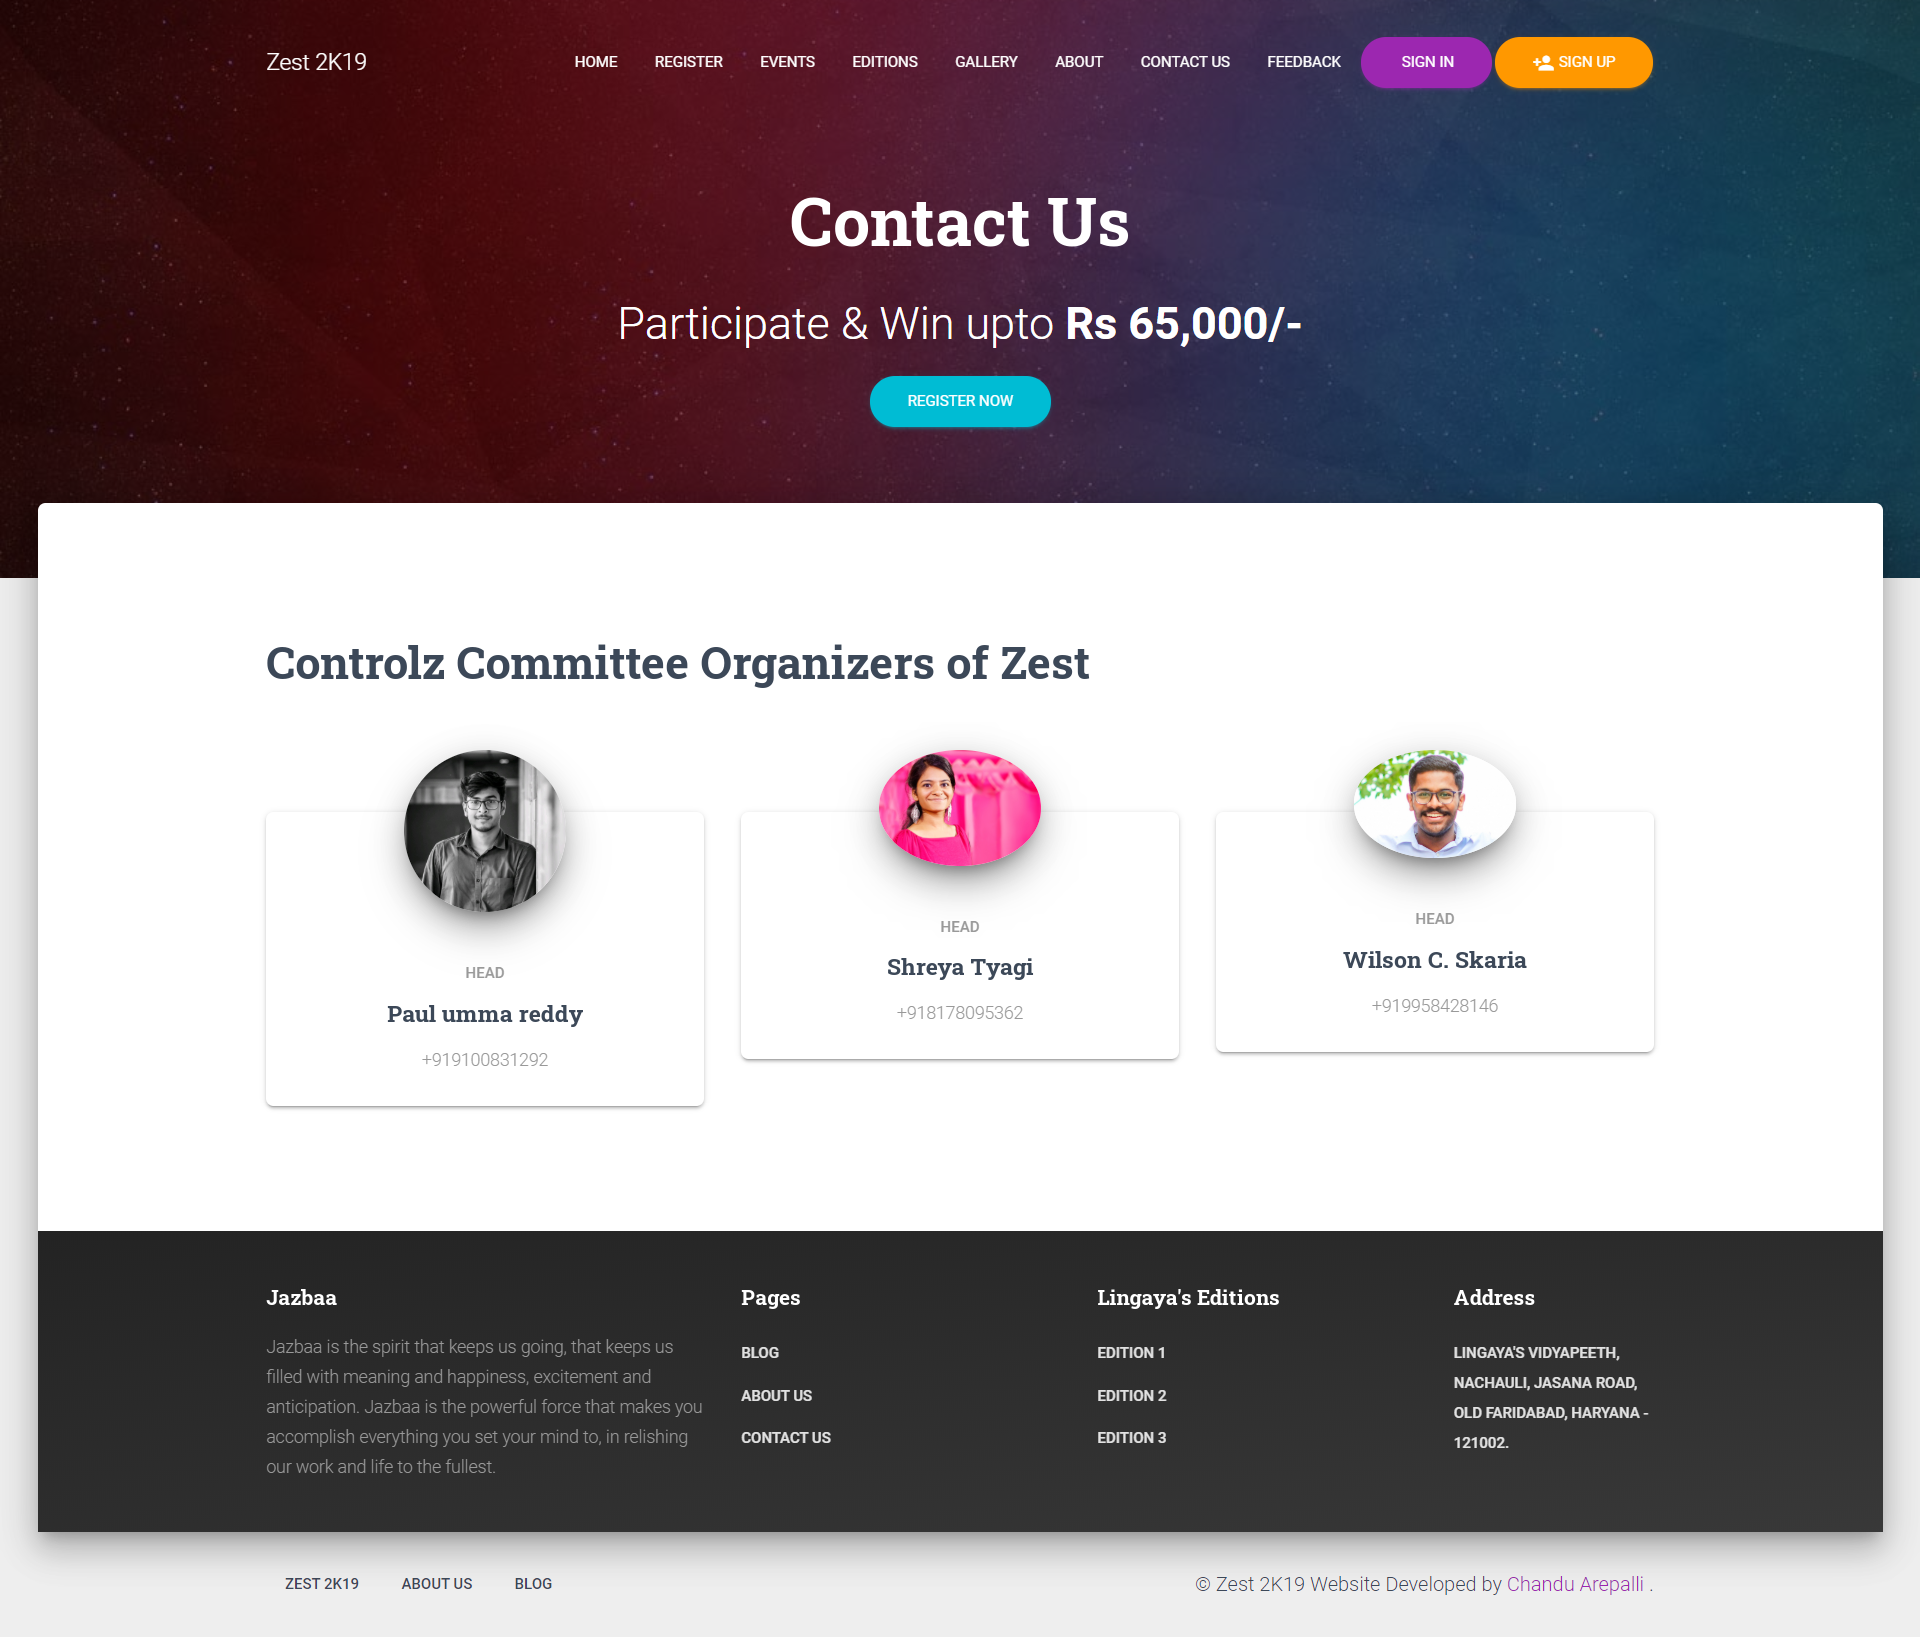 Zest 2K19
HOME
REGISTER
EVENTS
EDITIONS
GALLERY
ABOUT
CONTACT US
FEEDBACK
SIGN IN
SIGN UP
Contact Us
Participate & Win upto Rs 65,000/-
REGISTER NOW
Controlz Committee Organizers of Zest
HEAD
Paul umma reddy
+919100831292
HEAD
Shreya Tyagi
+918178095362
HEAD
Wilson C. Skaria
+919958428146
Jazbaa
Jazbaa is the spirit that keeps us going, that keeps us
filled with meaning and happiness, excitement and
anticipation. Jazbaa is the powerful force that makes you
accomplish everything you set your mind to, in relishing
our work and life to the fullest.
Pages
BLOG
ABOUT US
CONTACT US
Lingaya's Editions
EDITION 1
EDITION 2
EDITION 3
Address
LINGAYA'S VIDYAPEETH,
NACHAULI, JASANA ROAD,
OLD FARIDABAD, HARYANA -
121002.
ZEST 2K19
ABOUT US
BLOG
© Zest 2K19 Website Developed by Chandu Arepalli .